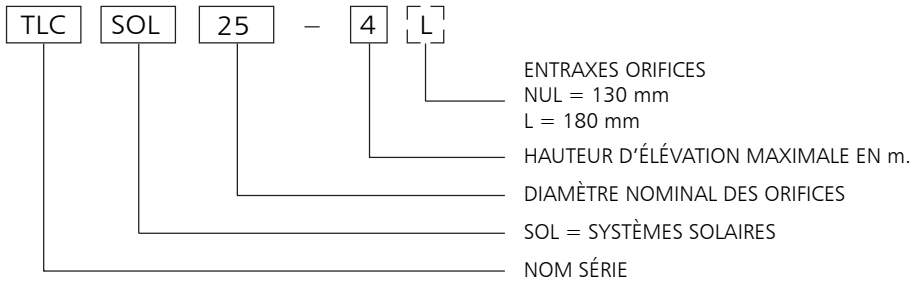 TLC SOL 25 – 4 L
ENTRAXES ORIFICES
NUL = 130 mm
L = 180 mm
HAUTEUR D'ÉLÉVATION MAXIMALE EN m.
DIAMÈTRE NOMINAL DES ORIFICES
SOL = SYSTÈMES SOLAIRES
NOM SÉRIE